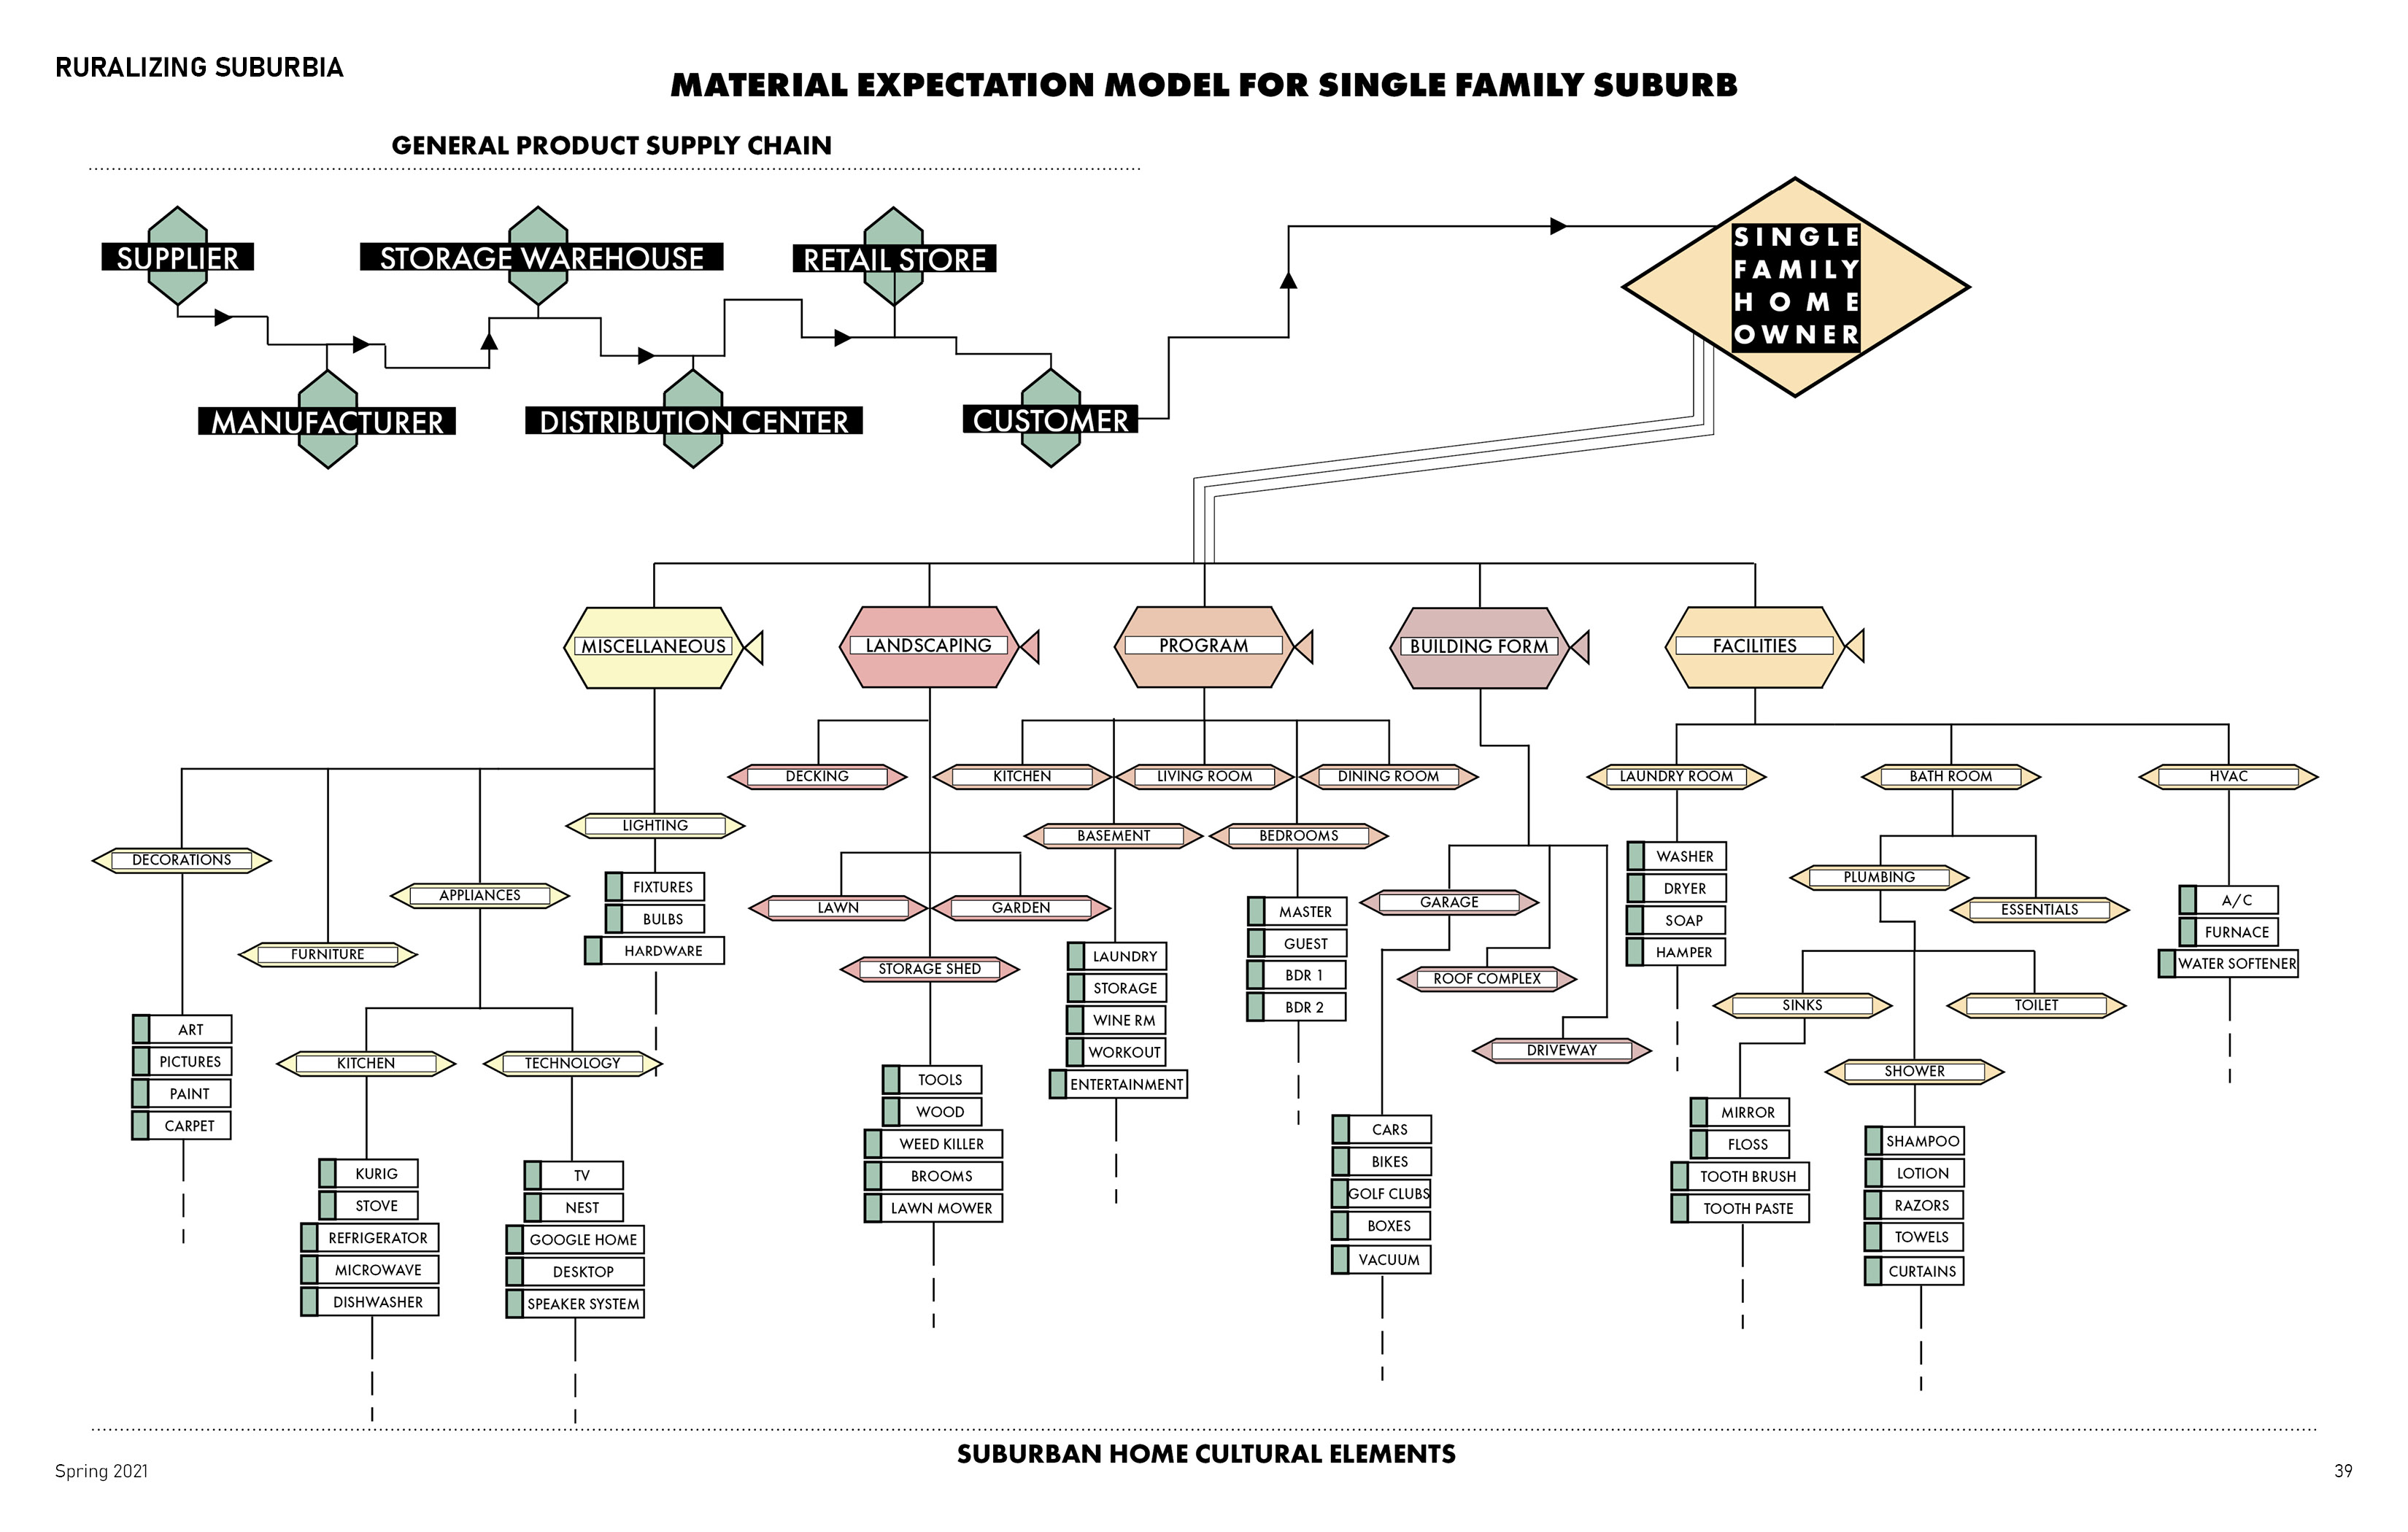 RURALIZING SUBURBIA
MATERIAL EXPECTATION MODEL FOR SINGLE FAMILY SUBURB
GENERAL PRODUCT SUPPLY CHAIN
SUPPLIER
STORAGE WAREHOUSE
RETAIL STORE
MANUFACTURER
DISTRIBUTION CENTER
CUSTOMER
SINGLE
FAMILY
HOME
OWNER
MISCELLANEOUS
LANDSCAPING
PROGRAM
BUILDING FORM
FACILITIES
DECORATIONS
FURNITURE
APPLIANCES
LIGHTING
FIXTURES
BULBS
HARDWARE
ART
PICTURES
PAINT
CARPET
KITCHEN
TECHNOLOGY
KURIG
STOVE
REFRIGERATOR
MICROWAVE
DISHWASHER
TV
NEST
GOOGLE HOME
DESKTOP
SPEAKER SYSTEM
DECKING
LAWN
GARDEN
STORAGE SHED
TOOLS
WOOD
WEED KILLER
BROOMS
LAWN MOWER
KITCHEN
LIVING ROOM
DINING ROOM
BASEMENT
BEDROOMS
LAUNDRY
STORAGE
WINE RM
WORKOUT
ENTERTAINMENT
MASTER
GUEST
BDR 1
BDR 2
GARAGE
ROOF COMPLEX
DRIVEWAY
CARS
BIKES
GOLF CLUBS
BOXES
VACUUM
LAUNDRY ROOM
BATH ROOM
HVAC
WASHER
DRYER
SOAP
HAMPER
PLUMBING
ESSENTIALS
SINKS
TOILET
SHOWER
MIRROR
FLOSS
TOOTH BRUSH
TOOTH PASTE
SHAMPOO
LOTION
RAZORS
TOWELS
CURTAINS
A/C
FURNACE
WATER SOFTENER
SUBURBAN HOME CULTURAL ELEMENTS
Spring 2021
39